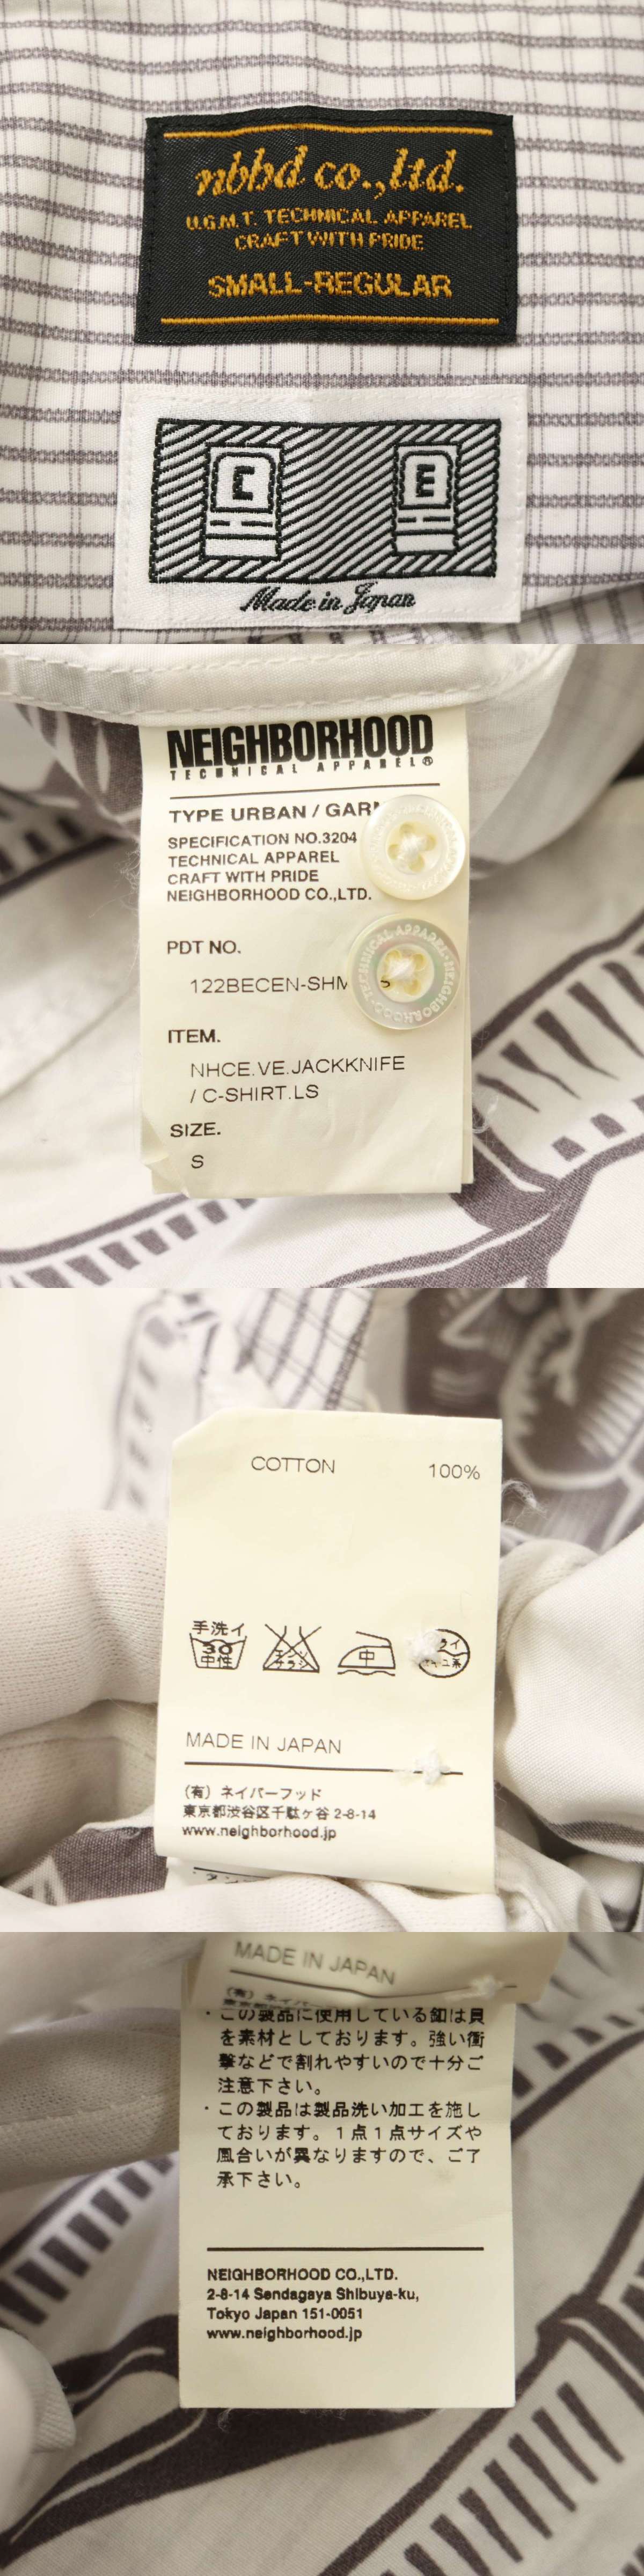 nbhd co.,ltd.
U.G.M.T. TECHNICAL APPAREL
CRAFT WITH PRIDE
SMALL-REGULAR
C E
Made in Japan
NEIGHBORHOOD
TECHNICAL APPAREL®
TYPE URBAN /
SPECIFICATION NO.3204
TECHNICAL APPAREL
CRAFT WITH PRIDE
NEIGHBORHOOD CO.,LTD.
PDT NO.
122BECEN-SHM
ITEM.
NHCE.VE.JACKKNIFE
/ C-SHIRT.LS
SIZE.
S
COTTON 100%
手洗イ
30
中性
中
MADE IN JAPAN
(有) ネイバーフッド
東京都渋谷区千駄ヶ谷 2-8-14
www.neighborhood.jp
MADE IN JAPAN
・この製品に使用している釦は貝
を素材としております。強い衝
撃などで割れやすいので十分ご
注意下さい。
・この製品は製品洗い加工を施し
ております。1点1点サイズや
風合いが異なりますので、ご了
承下さい。
NEIGHBORHOOD CO.,LTD.
2-8-14 Sendagaya Shibuya-ku,
Tokyo Japan 151-0051
www.neighborhood.jp